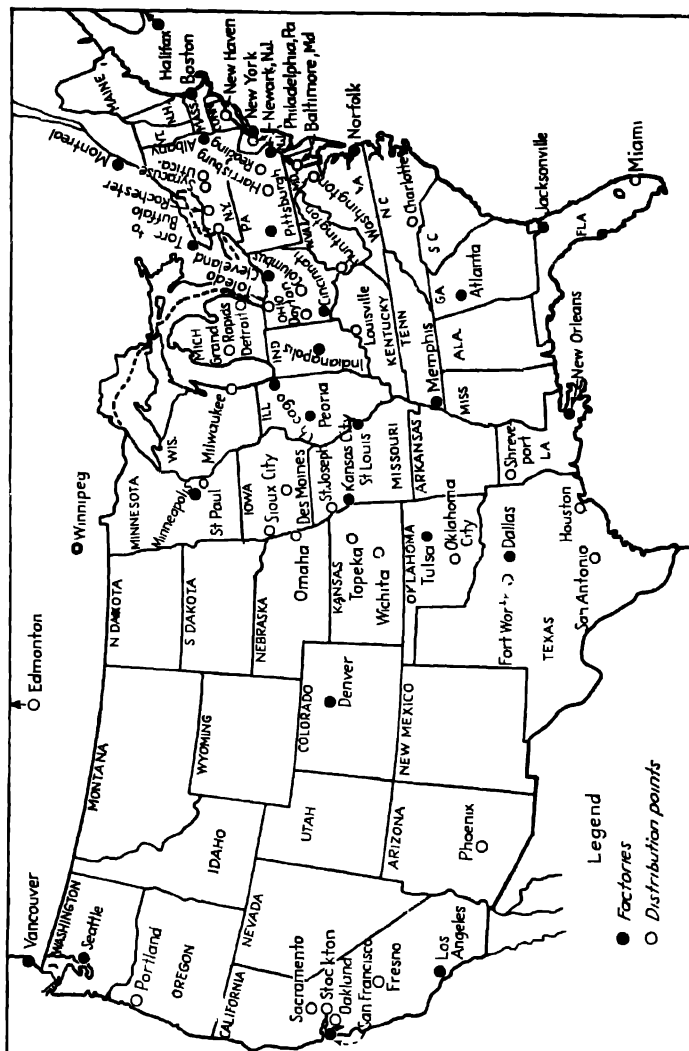 Vancouver
Edmonton
Winnipeg
WASHINGTON
Seattle
Portland
OREGON
MONTANA
IDAHO
WYOMING
N DAKOTA
S DAKOTA
MINNESOTA
Minneapolis
St Paul
WIS.
Milwaukee
MICH
Grand
Rapids
Detroit
Montreal
Halifax
MAINE
Boston
N.H.
MASS
New Haven
New York
Newark, N.J.
Philadelphia, Pa
Baltimore, Md
Albany
Utica
Syracuse
Rochester
Buffalo
N.Y.
PA
Harrisburg
Reading
Pittsburgh
Cleveland
Toledo
Columbus
OHIO
Dayton
Cincinnati
Huntington
Washington
VA
Norfolk
NEVADA
CALIFORNIA
Sacramento
Stockton
Oakland
San Francisco
Fresno
Los
Angeles
UTAH
COLORADO
Denver
NEBRASKA
Omaha
IOWA
Sioux City
Des Moines
ILL
Peoria
IND
Indianapolis
KANSAS
Topeka
Wichita
St Joseph
Kansas City
St Louis
MISSOURI
Louisville
KENTUCKY
TENN
Memphis
N C
Charlotte
S C
ARIZONA
Phoenix
NEW MEXICO
OKLAHOMA
Tulsa
Oklahoma
City
ARKANSAS
MISS
ALA.
GA
Atlanta
Jacksonville
FLA
Miami
Dallas
TEXAS
San Antonio
Houston
Shreve-
port
LA
New Orleans
Legend
Factories
Distribution points